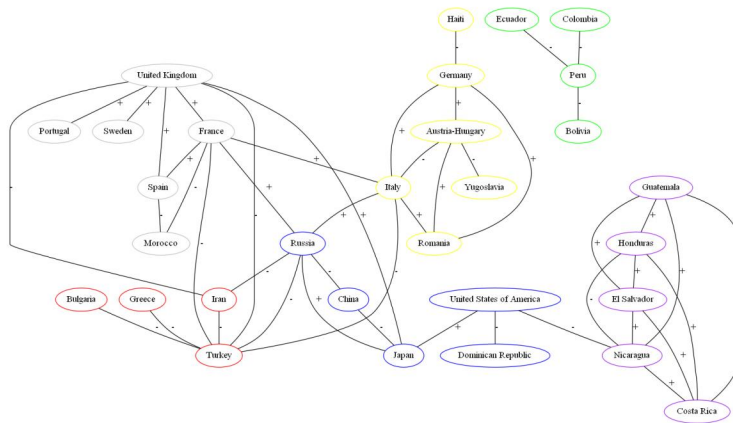 Haiti
Ecuador
Colombia
-
-
-
United Kingdom
Germany
Peru
+
+
+
+
+
-
Portugal
Sweden
France
+
Austria-Hungary
Bolivia
+
+
-
-
+
+
+
Spain
Italy
Yugoslavia
Guatemala
-
-
+
+
+
+
+
Morocco
Russia
Romania
Honduras
-
-
+
+
-
-
-
+
+
Bulgaria
Greece
Iran
China
United States of America
El Salvador
-
-
-
-
+
-
+
-
-
-
+
+
+
Turkey
Japan
Dominican Republic
Nicaragua
+
Costa Rica